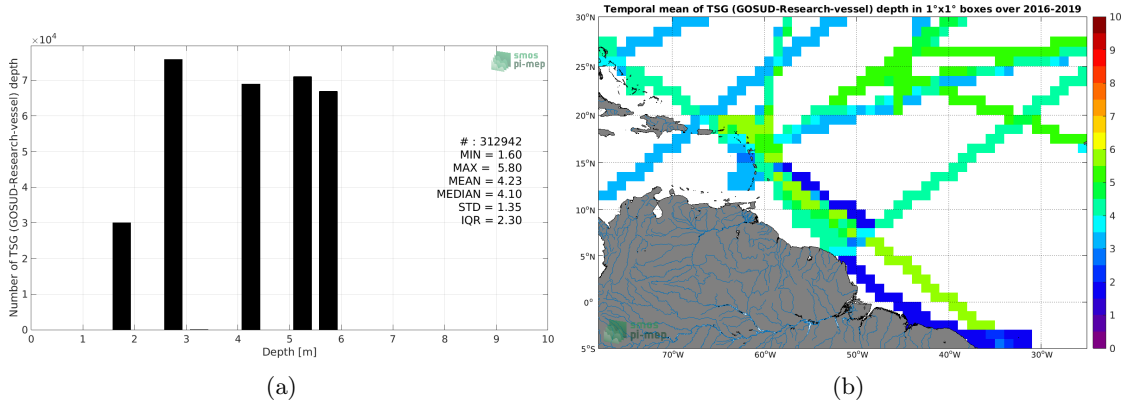 ×10⁴
smos
pi-mep
Number of TSG (GOSUD-Research-vessel) depth
8
7
6
5
4
3
2
1
0
# : 312942
MIN = 1.60
MAX = 5.80
MEAN = 4.23
MEDIAN = 4.10
STD = 1.35
IQR = 2.30
0 1 2 3 4 5 6 7 8 9 10
Depth [m]
(a)
Temporal mean of TSG (GOSUD-Research-vessel) depth in 1°x1° boxes over 2016-2019
30°N
25°N
20°N
15°N
10°N
5°N
0°
5°S
70°W 60°W 50°W 40°W 30°W
smos
pi-mep
10
9
8
7
6
5
4
3
2
1
0
(b)